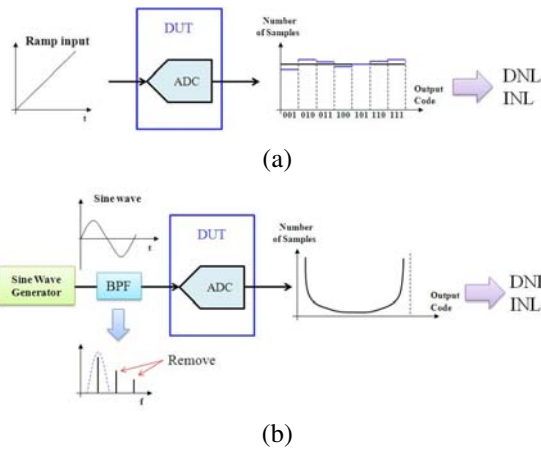 Ramp input
t
DUT
ADC
Number
of Samples
Output
Code
001 010 011 100 101 110 111
DNL
INL
(a)
Sine wave
t
Sine Wave
Generator
BPF
DUT
ADC
Number
of Samples
Output
Code
DNL
INL
Remove
f
(b)